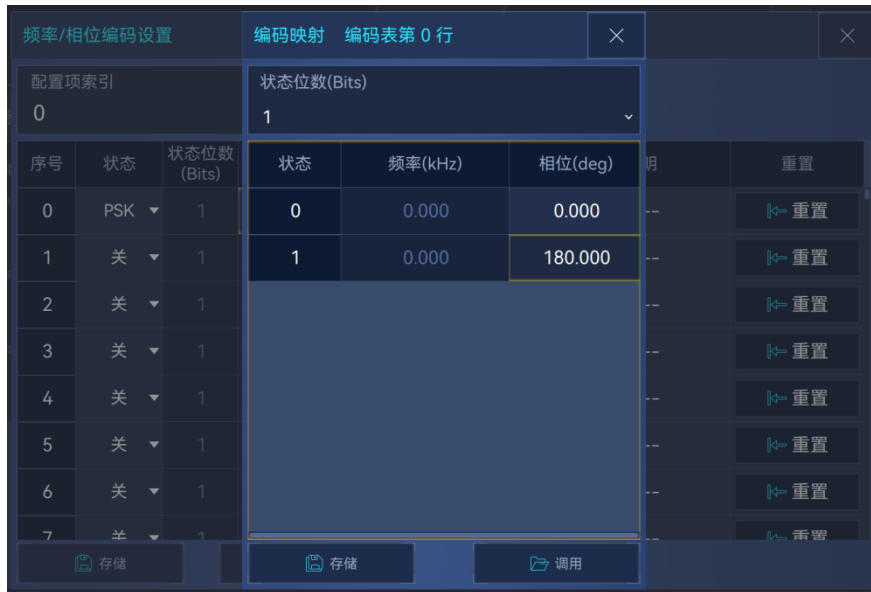 频率/相位编码设置
编码映射 编码表第 0 行
配置项索引
0
状态位数(Bits)
1
序号 状态 状态位数 重置
(Bits)
状态 频率(kHz) 相位(deg)
0 PSK 1 0 0.000 0.000 -- 重置
1 关 1 1 0.000 180.000 -- 重置
2 关 1 -- 重置
3 关 1 -- 重置
4 关 1 -- 重置
5 关 1 -- 重置
6 关 1 -- 重置
7 关 1 -- 重置
存储 存储 调用